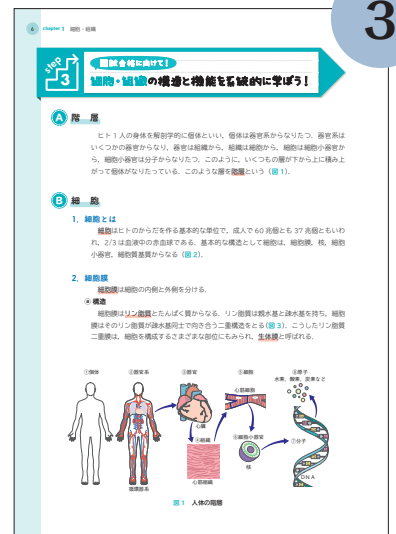 3
6 chapter 1 細胞・組織
step 3
国試合格に向けて!
細胞・組織の構造と機能を系統的に学ぼう!
A 階層
ヒト 1 人の身体を解剖学的に個体といい、個体は器官系からなりたつ。器官系は
いくつかの器官からなり、器官は組織から、組織は細胞から、細胞は細胞小器官か
ら、細胞小器官は分子からなりたつ。このように、いくつもの層が下から上に積み上
がって個体がなりたっている。このような層を階層という(図 1)。
B 細胞
1. 細胞とは
細胞はヒトのからだを作る基本的な単位で、成人で 60 兆個とも 37 兆個ともいわ
れ、2/3 は血液中の赤血球である。基本的な構造として細胞は、細胞膜、核、細胞
小器官、細胞質基質からなる(図 2)。
2. 細胞膜
細胞膜は細胞の内側と外側を分ける。
a 構造
細胞膜はリン脂質とたんぱく質からなる。リン脂質は親水基と疎水基を持ち、細胞
膜はそのリン脂質が疎水基同士で向き合う二重構造をとる(図 3)。こうしたリン脂質
二重膜は、細胞を構成するさまざまな部位にもみられ、生体膜と呼ばれる。
①個体
②器官系
③器官
⑤細胞
⑧原子
水素、酸素、炭素など
心筋細胞
心臓
④組織
⑥細胞小器官
⑦分子
核
循環器系
心筋組織
DNA
図 1 人体の階層